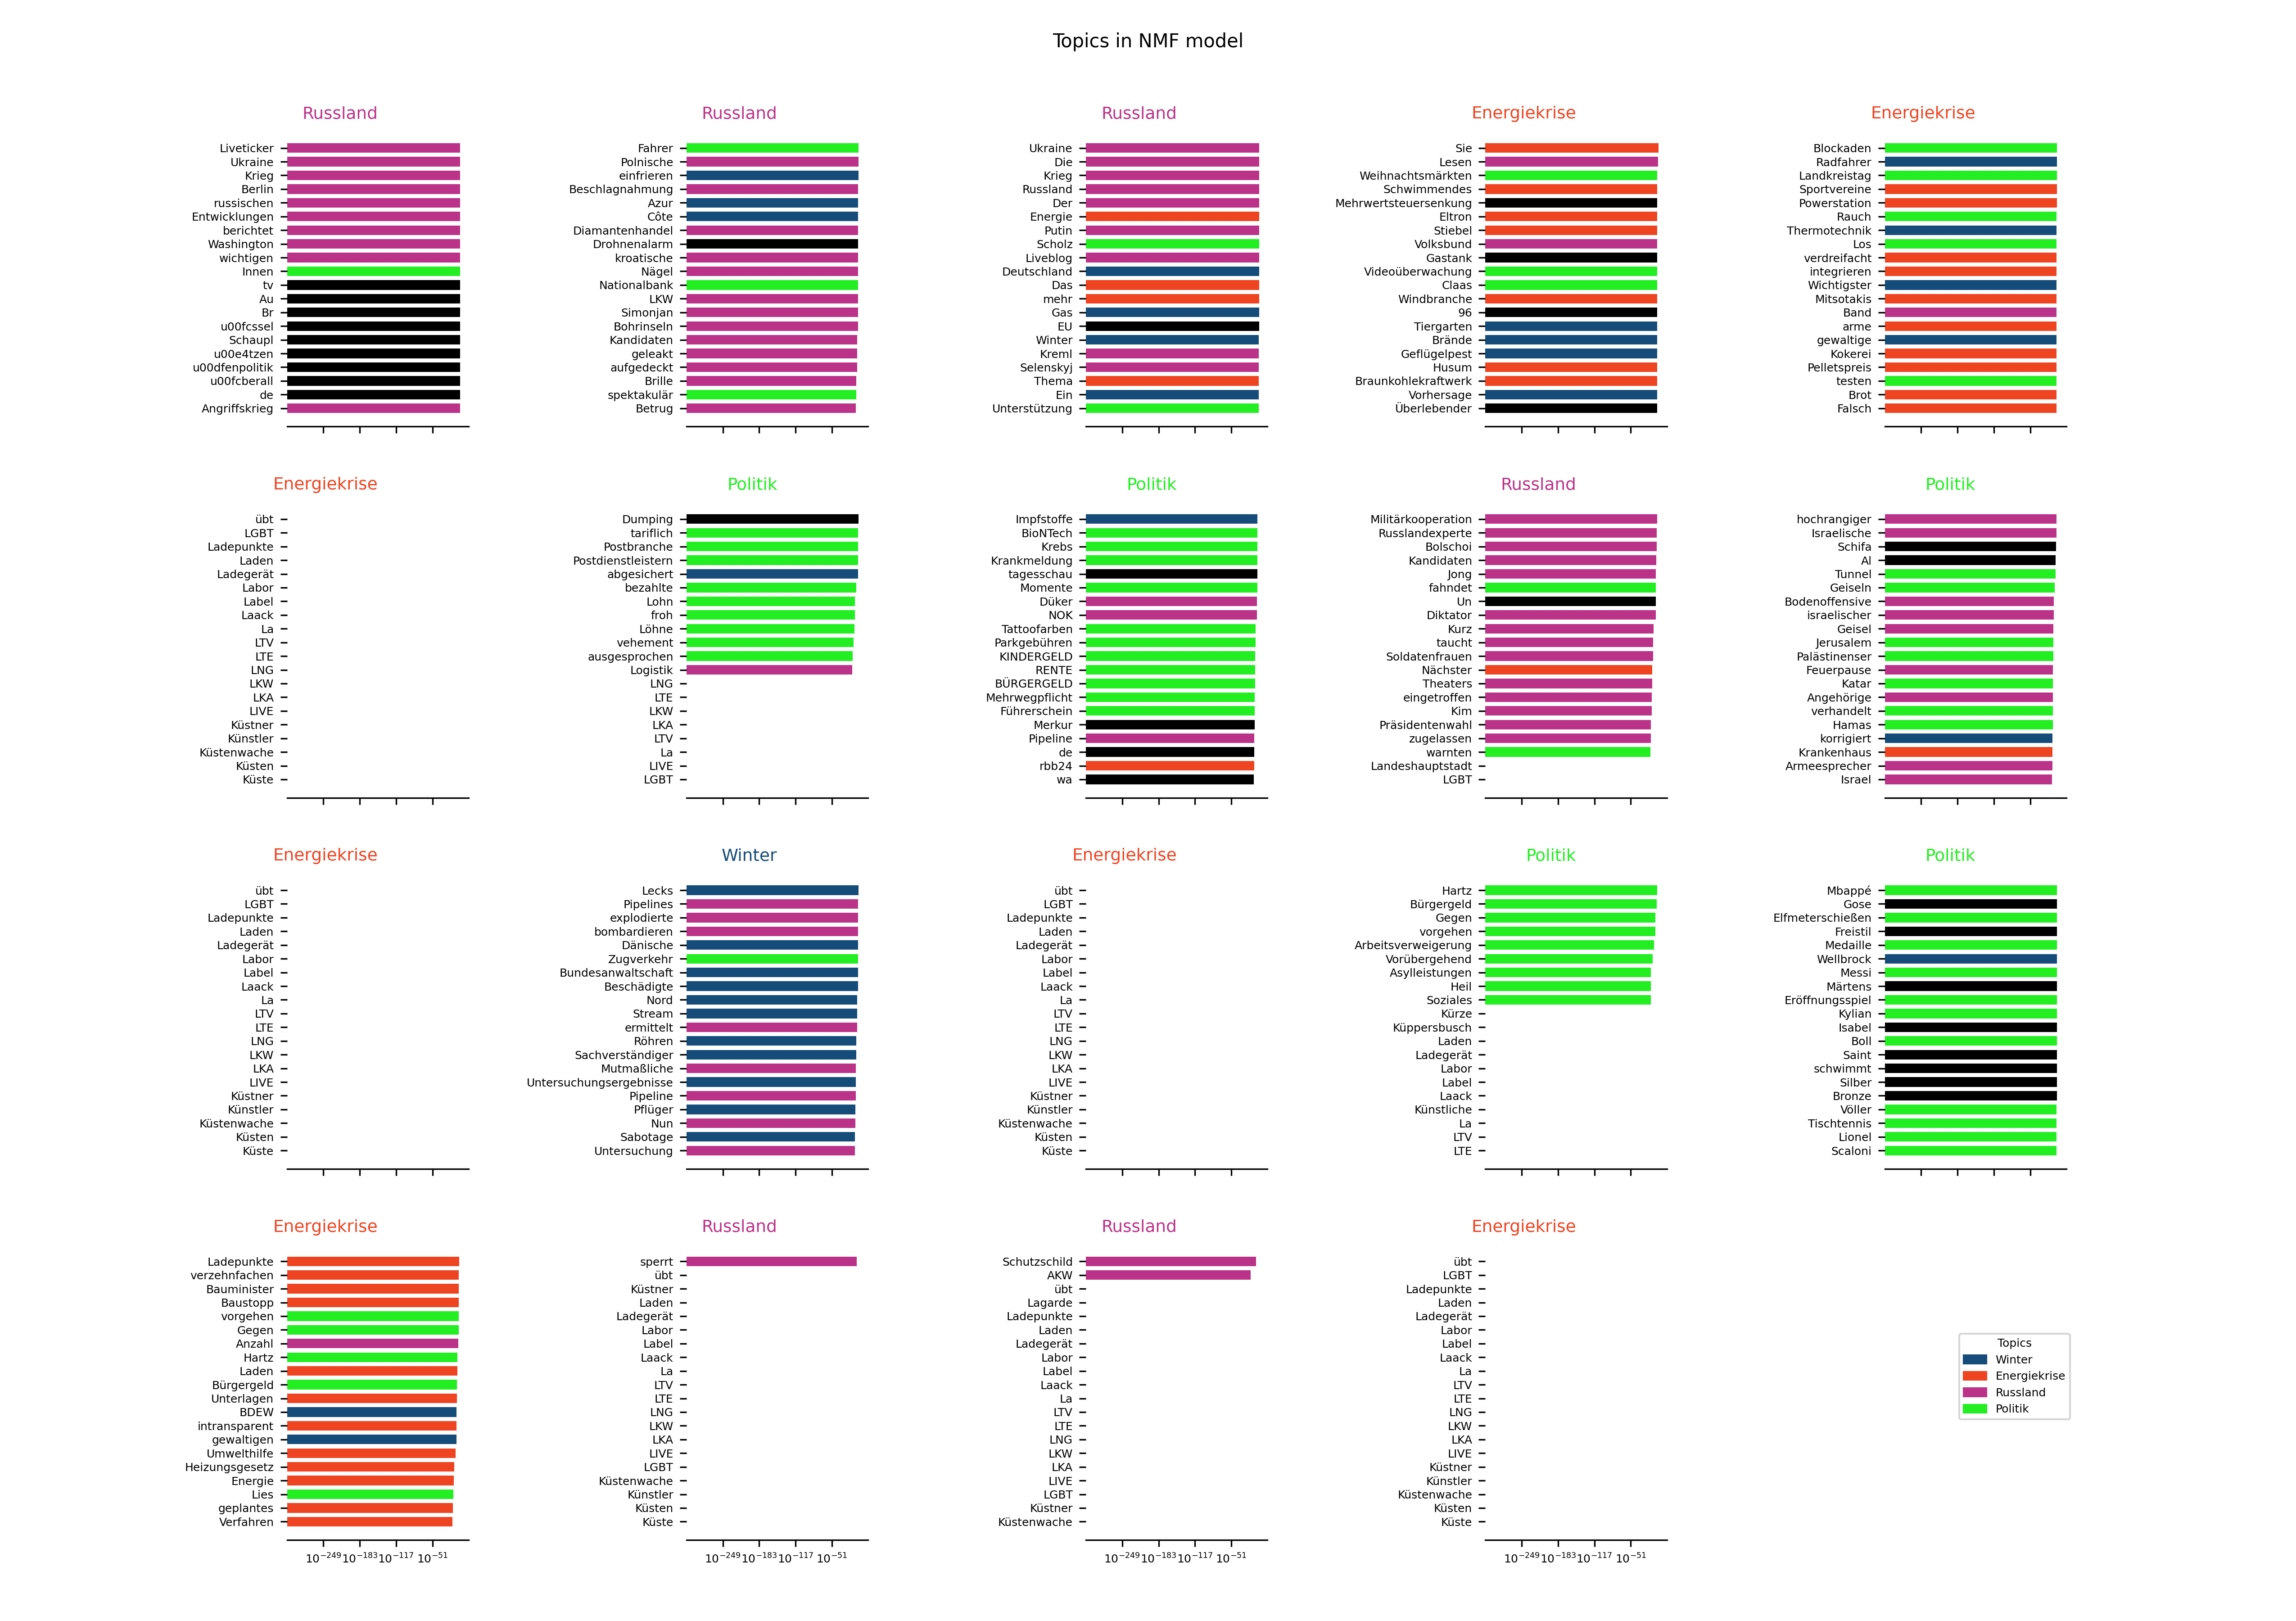 Topics in NMF model
Russland
Liveticker
Ukraine
Krieg
Berlin
russischen
Entwicklungen
berichtet
Washington
wichtigen
Innen
tv
Au
Br
u00fcssel
Schaupl
u00e4tzen
u00dfenpolitik
u00fcberall
de
Angriffskrieg
Russland
Fahrer
Polnische
einfrieren
Beschlagnahmung
Azur
Côte
Diamantenhandel
Drohnenalarm
kroatische
Nägel
Nationalbank
LKW
Simonjan
Bohrinseln
Kandidaten
geleakt
aufgedeckt
Brille
spektakulär
Betrug
Russland
Ukraine
Die
Krieg
Russland
Der
Energie
Putin
Scholz
Liveblog
Deutschland
Das
mehr
Gas
EU
Winter
Kreml
Selenskyj
Thema
Ein
Unterstützung
Energiekrise
Sie
Lesen
Weihnachtsmärkten
Schwimmendes
Mehrwertsteuersenkung
Eltron
Stiebel
Volksbund
Gastank
Videoüberwachung
Claas
Windbranche
96
Tiergarten
Brände
Geflügelpest
Husum
Braunkohlekraftwerk
Vorhersage
Überlebender
Energiekrise
Blockaden
Radfahrer
Landkreistag
Sportvereine
Powerstation
Rauch
Thermotechnik
Los
verdreifacht
integrieren
Wichtigster
Mitsotakis
Band
arme
gewaltige
Kokerei
Pelletspreis
testen
Brot
Falsch
Energiekrise
übt
LGBT
Ladepunkte
Laden
Ladegerät
Labor
Label
Laack
La
LTV
LTE
LNG
LKW
LKA
LIVE
Küstner
Künstler
Küstenwache
Küsten
Küste
Politik
Dumping
tariflich
Postbranche
Postdienstleistern
abgesichert
bezahlte
Lohn
froh
Löhne
vehement
ausgesprochen
Logistik
LNG
LTE
LKW
LKA
LTV
La
LIVE
LGBT
Politik
Impfstoffe
BioNTech
Krebs
Krankmeldung
tagesschau
Momente
Düker
NOK
Tattoofarben
Parkgebühren
KINDERGELD
RENTE
BÜRGERGELD
Mehrwegpflicht
Führerschein
Merkur
Pipeline
de
rbb24
wa
Russland
Militärkooperation
Russlandexperte
Bolschoi
Kandidaten
Jong
fahndet
Un
Diktator
Kurz
taucht
Soldatenfrauen
Nächster
Theaters
eingetroffen
Kim
Präsidentenwahl
zugelassen
warnten
Landeshauptstadt
LGBT
Politik
hochrangiger
Israelische
Schifa
Al
Tunnel
Geiseln
Bodenoffensive
israelischer
Geisel
Jerusalem
Palästinenser
Feuerpause
Katar
Angehörige
verhandelt
Hamas
korrigiert
Krankenhaus
Armeesprecher
Israel
Energiekrise
übt
LGBT
Ladepunkte
Laden
Ladegerät
Labor
Label
Laack
La
LTV
LTE
LNG
LKW
LKA
LIVE
Küstner
Künstler
Küstenwache
Küsten
Küste
Winter
Lecks
Pipelines
explodierte
bombardieren
Dänische
Zugverkehr
Bundesanwaltschaft
Beschädigte
Nord
Stream
ermittelt
Röhren
Sachverständiger
Mutmaßliche
Untersuchungsergebnisse
Pipeline
Pflüger
Nun
Sabotage
Untersuchung
Energiekrise
übt
LGBT
Ladepunkte
Laden
Ladegerät
Labor
Label
Laack
La
LTV
LTE
LNG
LKW
LKA
LIVE
Küstner
Künstler
Küstenwache
Küsten
Küste
Politik
Hartz
Bürgergeld
Gegen
vorgehen
Arbeitsverweigerung
Vorübergehend
Asylleistungen
Heil
Soziales
Kürze
Küppersbusch
Laden
Ladegerät
Labor
Label
Laack
Künstliche
La
LTV
LTE
Politik
Mbappé
Gose
Elfmeterschießen
Freistil
Medaille
Wellbrock
Messi
Märtens
Eröffnungsspiel
Kylian
Isabel
Boll
Saint
schwimmt
Silber
Bronze
Völler
Tischtennis
Lionel
Scaloni
Energiekrise
Ladepunkte
verzehnfachen
Bauminister
Baustopp
vorgehen
Gegen
Anzahl
Hartz
Laden
Bürgergeld
Unterlagen
BDEW
intransparent
gewaltigen
Umwelthilfe
Heizungsgesetz
Energie
Lies
geplantes
Verfahren
10⁻²⁴⁹ 10⁻¹⁸³ 10⁻¹¹⁷ 10⁻⁵¹
Russland
sperrt
übt
Küstner
Laden
Ladegerät
Labor
Label
Laack
La
LTV
LTE
LNG
LKW
LKA
LIVE
LGBT
Küstenwache
Künstler
Küsten
Küste
10⁻²⁴⁹ 10⁻¹⁸³ 10⁻¹¹⁷ 10⁻⁵¹
Russland
Schutzschild
AKW
übt
Lagarde
Ladepunkte
Laden
Ladegerät
Labor
Label
Laack
La
LTV
LTE
LNG
LKW
LKA
LIVE
LGBT
Küstner
Küstenwache
10⁻²⁴⁹ 10⁻¹⁸³ 10⁻¹¹⁷ 10⁻⁵¹
Energiekrise
übt
LGBT
Ladepunkte
Laden
Ladegerät
Labor
Label
Laack
La
LTV
LTE
LNG
LKW
LKA
LIVE
Küstner
Künstler
Küstenwache
Küsten
Küste
10⁻²⁴⁹ 10⁻¹⁸³ 10⁻¹¹⁷ 10⁻⁵¹
Topics
Winter
Energiekrise
Russland
Politik